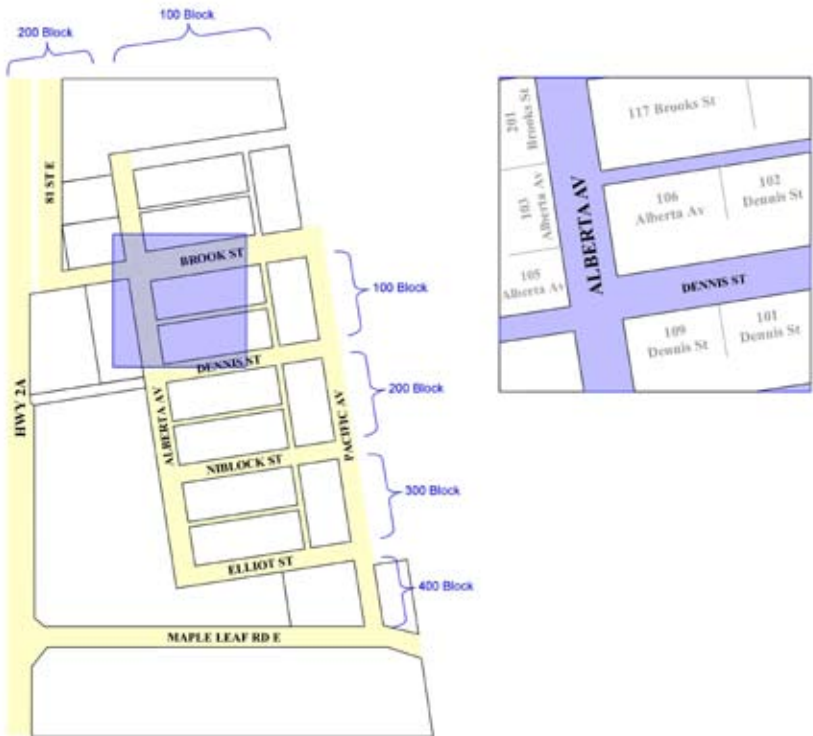 100 Block
200 Block
81 ST E
BROOK ST
100 Block
DENNIS ST
200 Block
HWY 2A
ALBERTA AV
PACIFIC AV
NIBLOCK ST
300 Block
ELLIOT ST
400 Block
MAPLE LEAF RD E
201
Brooks St
117 Brooks St
103
Alberta Av
ALBERTA AV
106
Alberta Av
102
Dennis St
105
Alberta Av
DENNIS ST
109
Dennis St
101
Dennis St